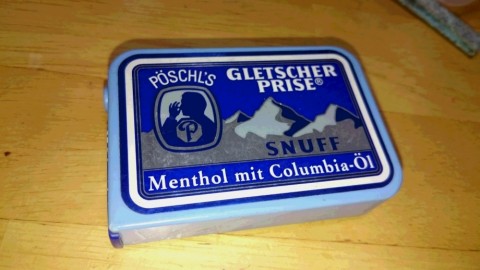 PÖSCHL'S
GLETSCHER
PRISE®
P
SNUFF
Menthol mit Columbia-Öl